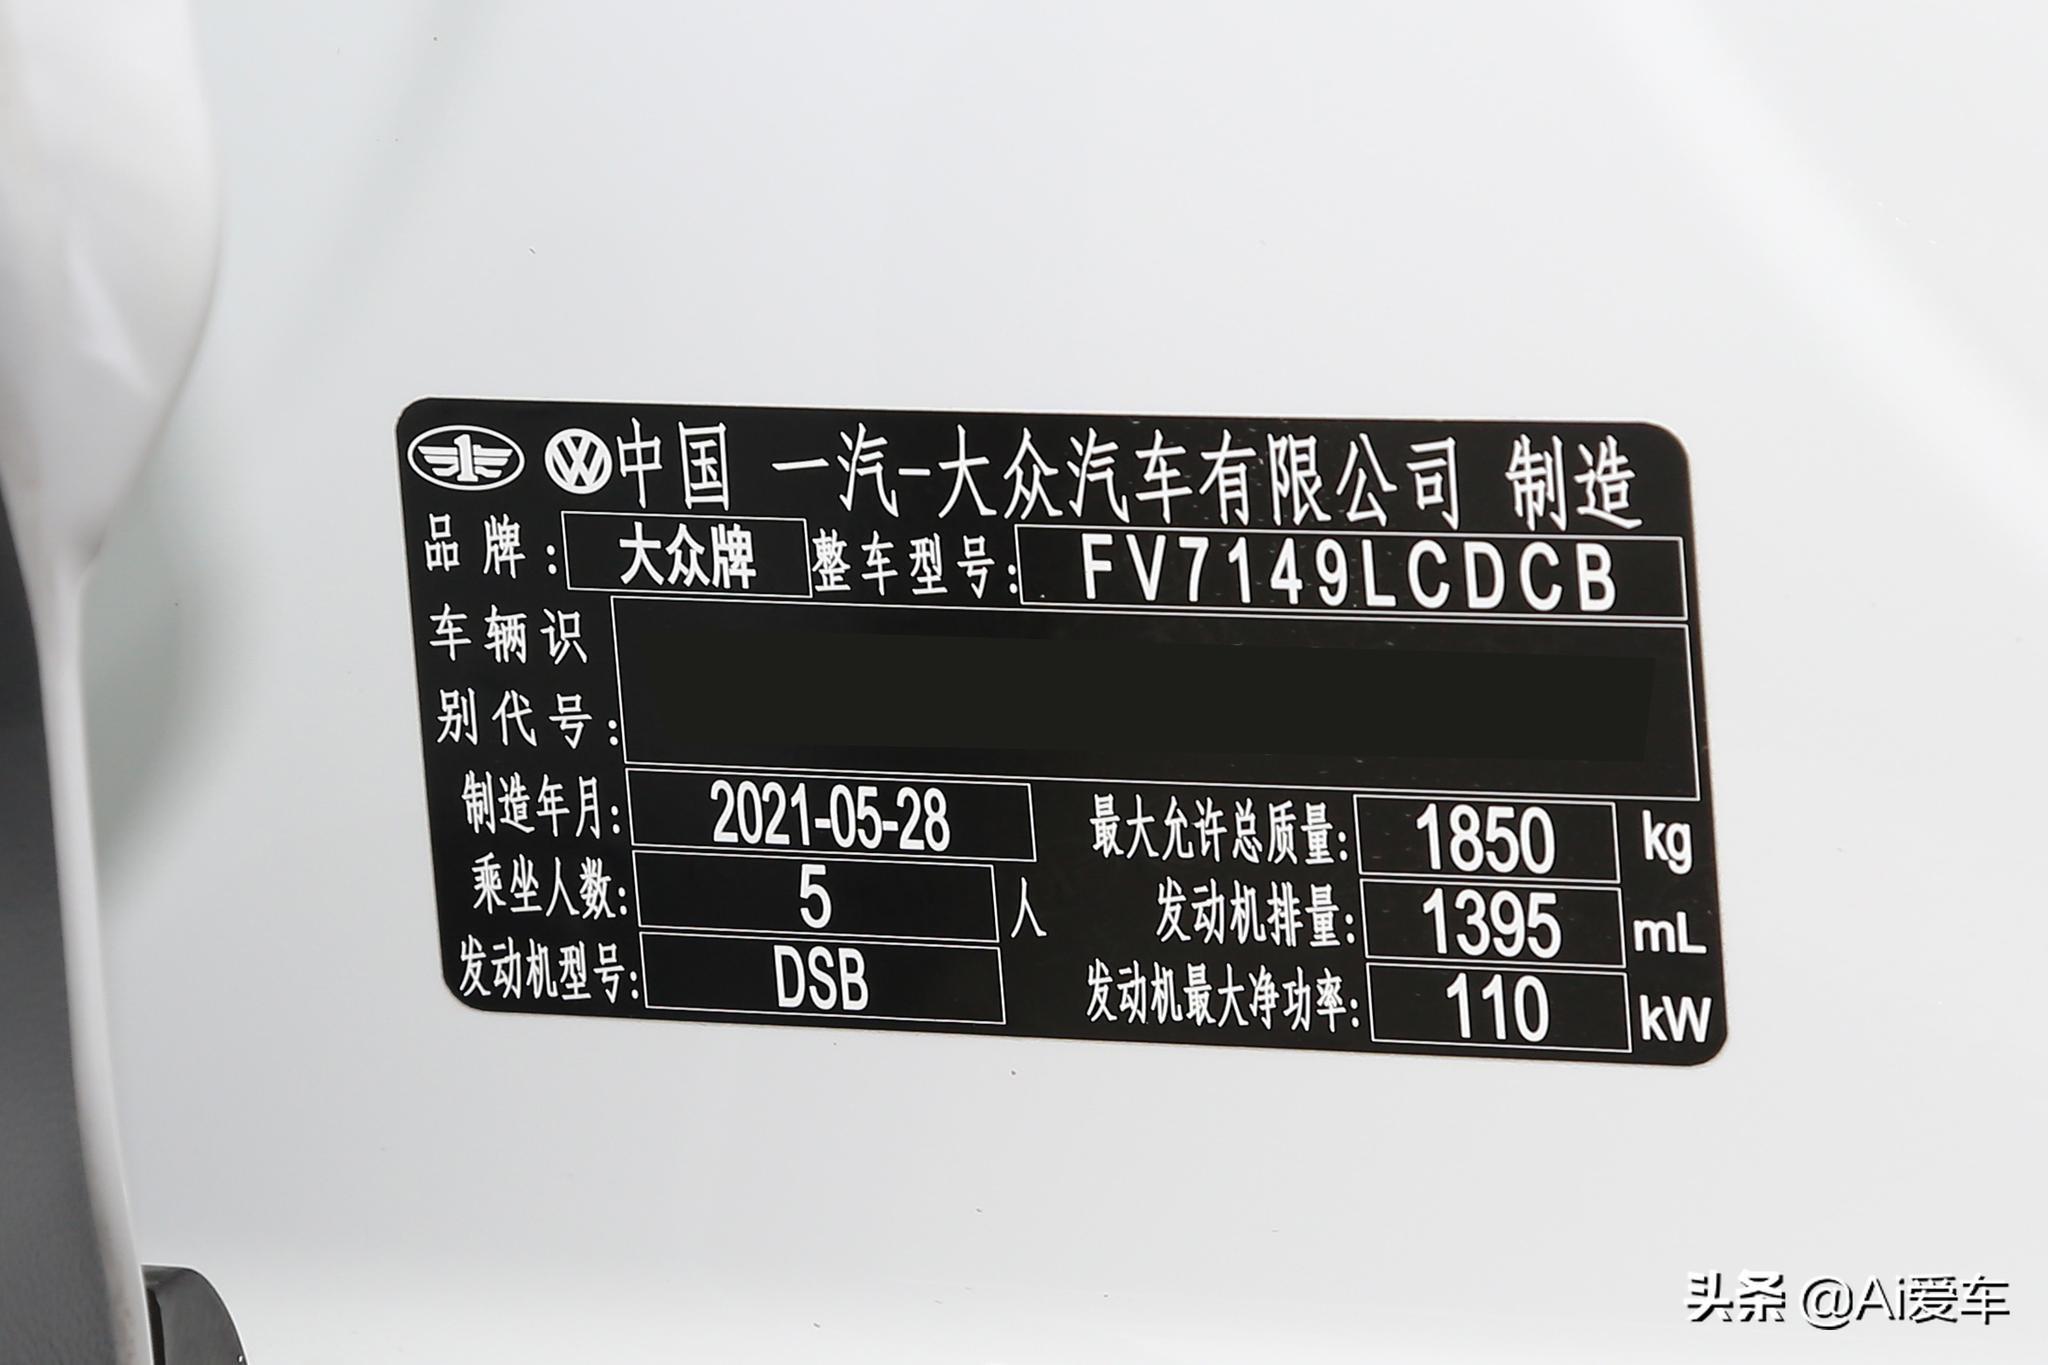 中国 一汽-大众汽车有限公司 制造
品牌: 大众牌 整车型号: FV7149LCDCB
车辆识
别代号:
制造年月: 2021-05-28 最大允许总质量: 1850 kg
乘坐人数: 5 人 发动机排量: 1395 mL
发动机型号: DSB 发动机最大净功率: 110 kW
头条 @Ai爱车